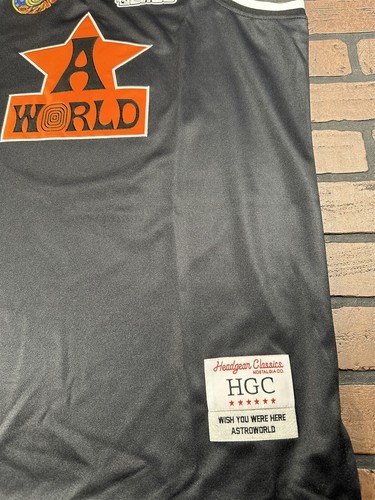 A
WORLD
Headgear Classics
NOSTALGIA CO.
HGC
WISH YOU WERE HERE
ASTROWORLD